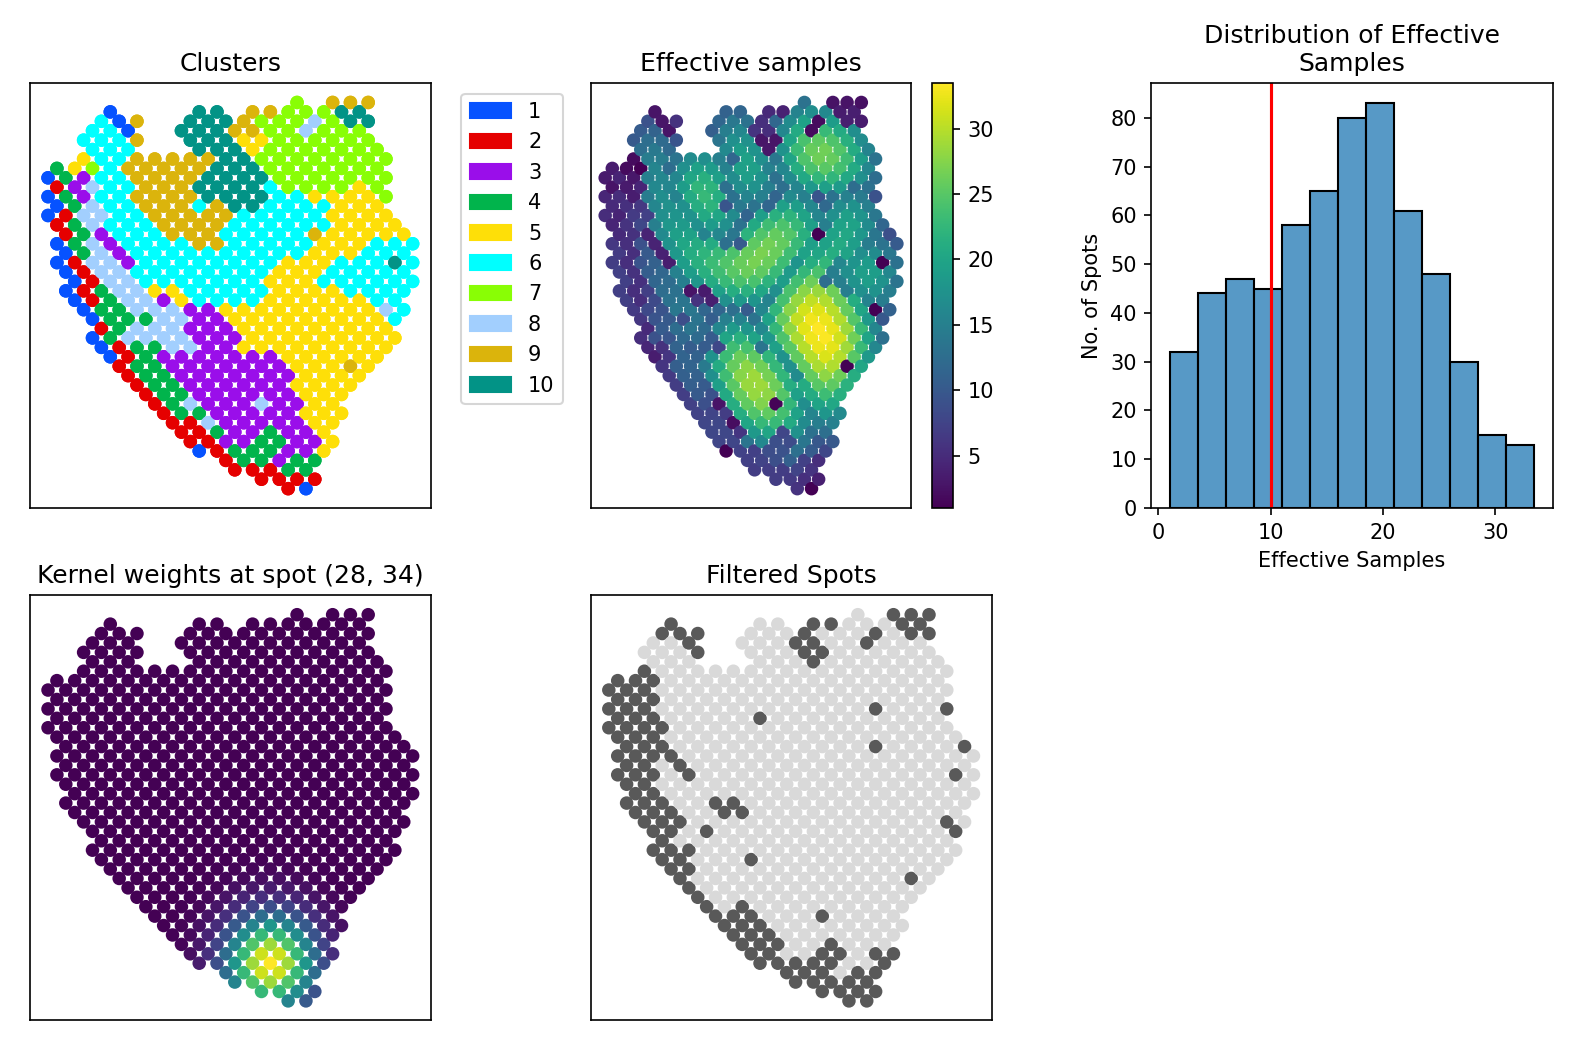 Clusters
1
2
3
4
5
6
7
8
9
10
Effective samples
30
25
20
15
10
5
Distribution of Effective
Samples
No. of Spots
80
70
60
50
40
30
20
10
0
0 10 20 30
Effective Samples
Kernel weights at spot (28, 34)
Filtered Spots